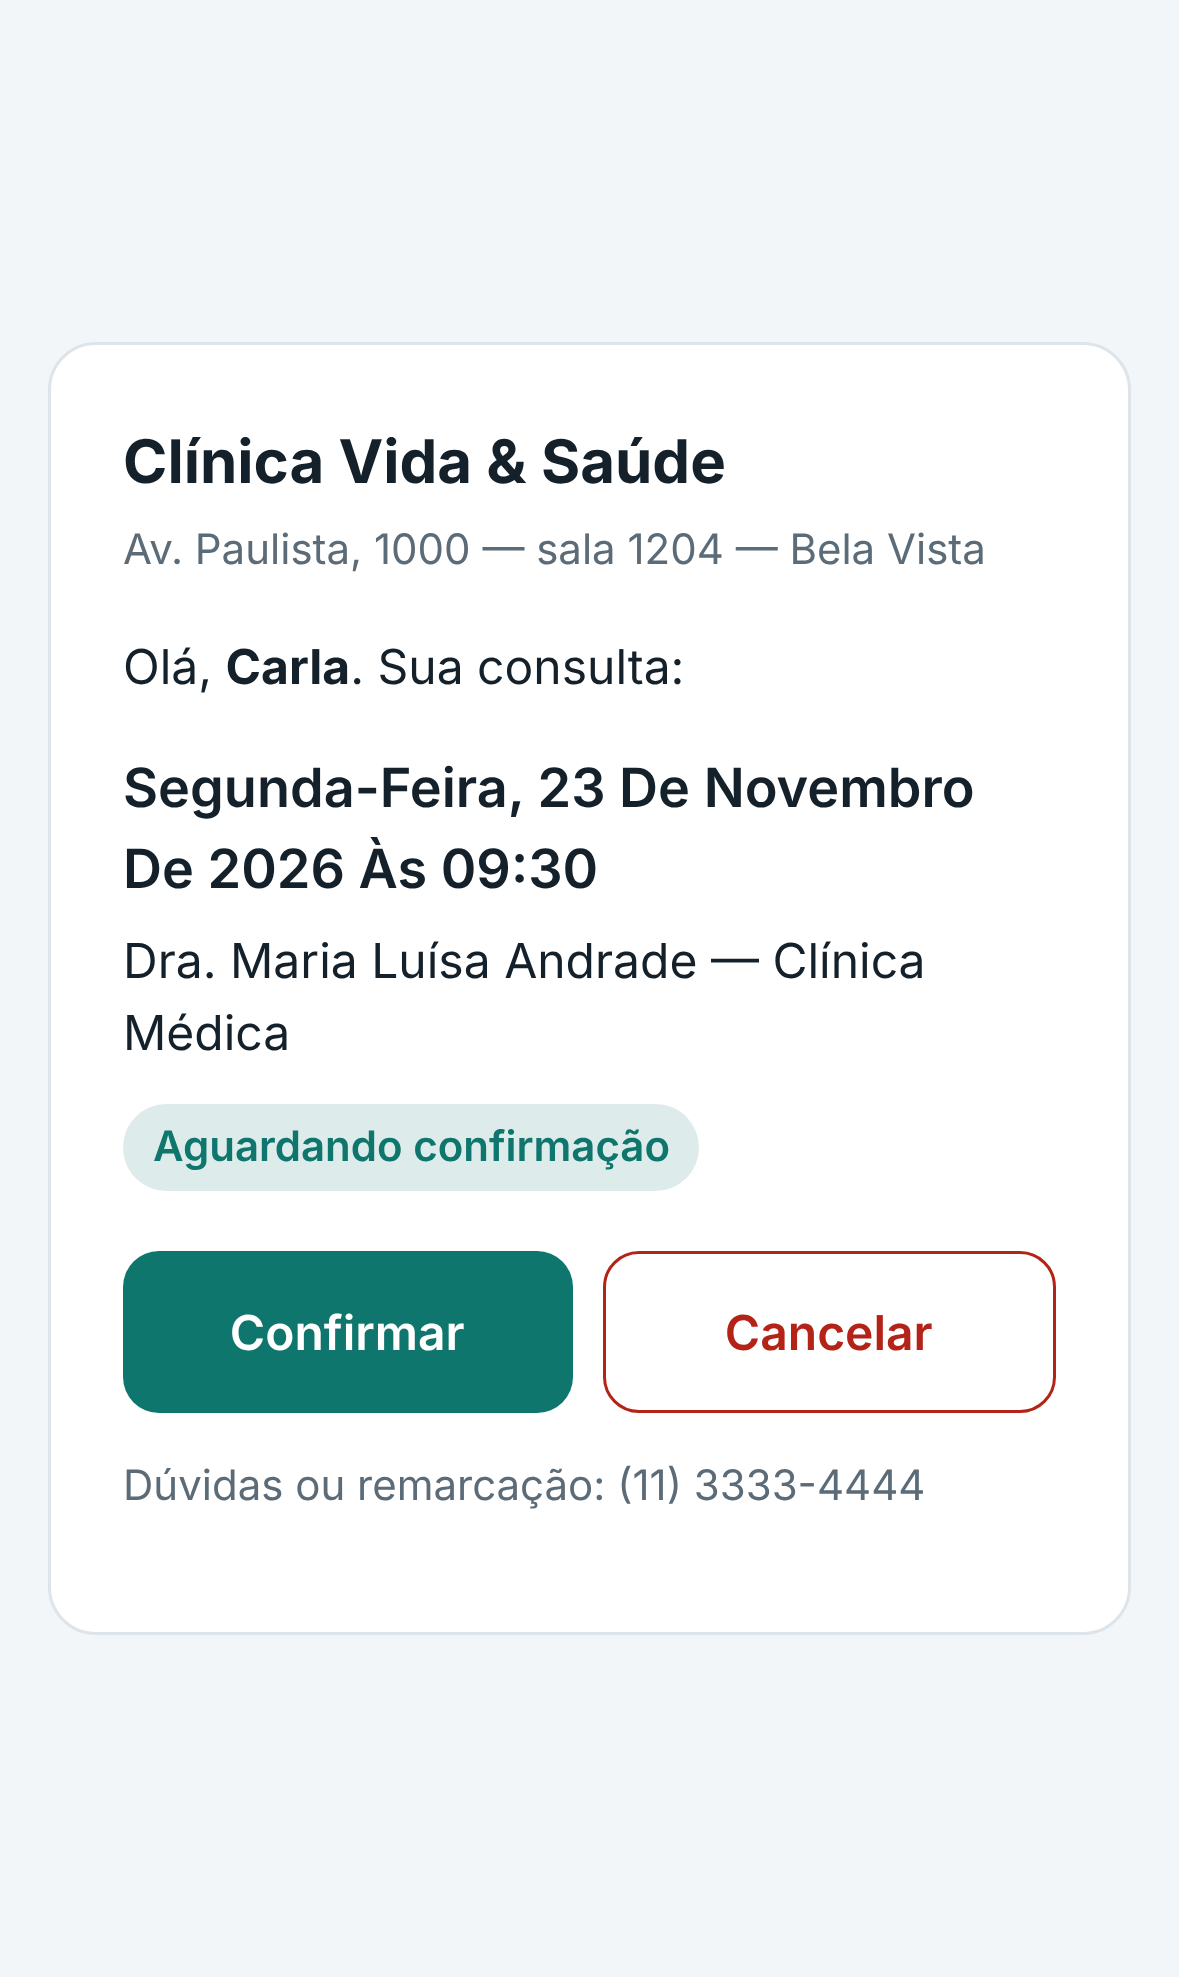 Clínica Vida & Saúde
Av. Paulista, 1000 — sala 1204 — Bela Vista
Olá, Carla. Sua consulta:
Segunda-Feira, 23 De Novembro
De 2026 Às 09:30
Dra. Maria Luísa Andrade — Clínica
Médica
Aguardando confirmação
Confirmar
Cancelar
Dúvidas ou remarcação: (11) 3333-4444